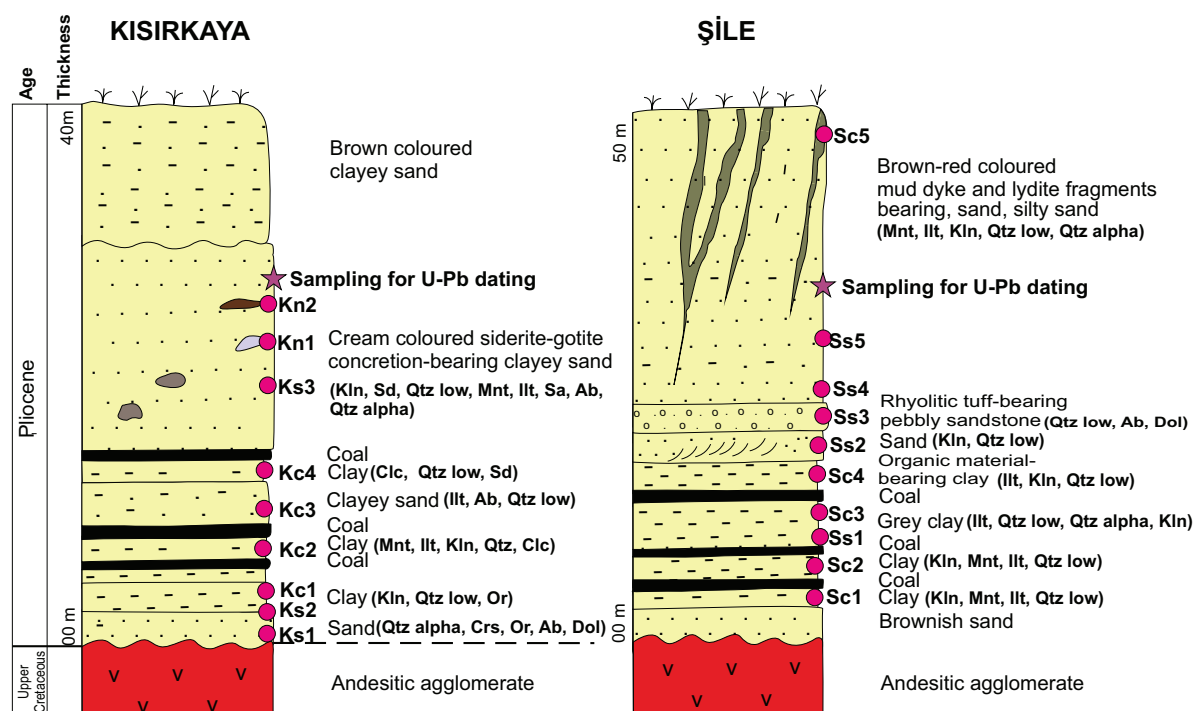 KISIRKAYA
ŞİLE
Age
Thickness
40m
00 m
Pliocene
Upper
Cretaceous
Brown coloured
clayey sand
Sampling for U-Pb dating
Kn2
Kn1
Cream coloured siderite-gotite
concretion-bearing clayey sand
Ks3
(Kln, Sd, Qtz low, Mnt, Ilt, Sa, Ab,
Qtz alpha)
Coal
Kc4
Clay (Clc, Qtz low, Sd)
Kc3
Clayey sand (Ilt, Ab, Qtz low)
Coal
Kc2
Clay (Mnt, Ilt, Kln, Qtz, Clc)
Coal
Kc1
Clay (Kln, Qtz low, Or)
Ks2
Ks1
Sand(Qtz alpha, Crs, Or, Ab, Dol)
V V V
V V
Andesitic agglomerate
50 m
00 m
Sc5
Brown-red coloured
mud dyke and lydite fragments
bearing, sand, silty sand
(Mnt, Ilt, Kln, Qtz low, Qtz alpha)
Sampling for U-Pb dating
Ss5
Ss4
Rhyolitic tuff-bearing
Ss3
pebbly sandstone (Qtz low, Ab, Dol)
Ss2
Sand (Kln, Qtz low)
Organic material-
Sc4
bearing clay (Ilt, Kln, Qtz low)
Coal
Sc3
Grey clay (Ilt, Qtz low, Qtz alpha, Kln)
Ss1
Coal
Sc2
Clay (Kln, Mnt, Ilt, Qtz low)
Coal
Sc1
Clay (Kln, Mnt, Ilt, Qtz low)
Brownish sand
V V V
V V
Andesitic agglomerate